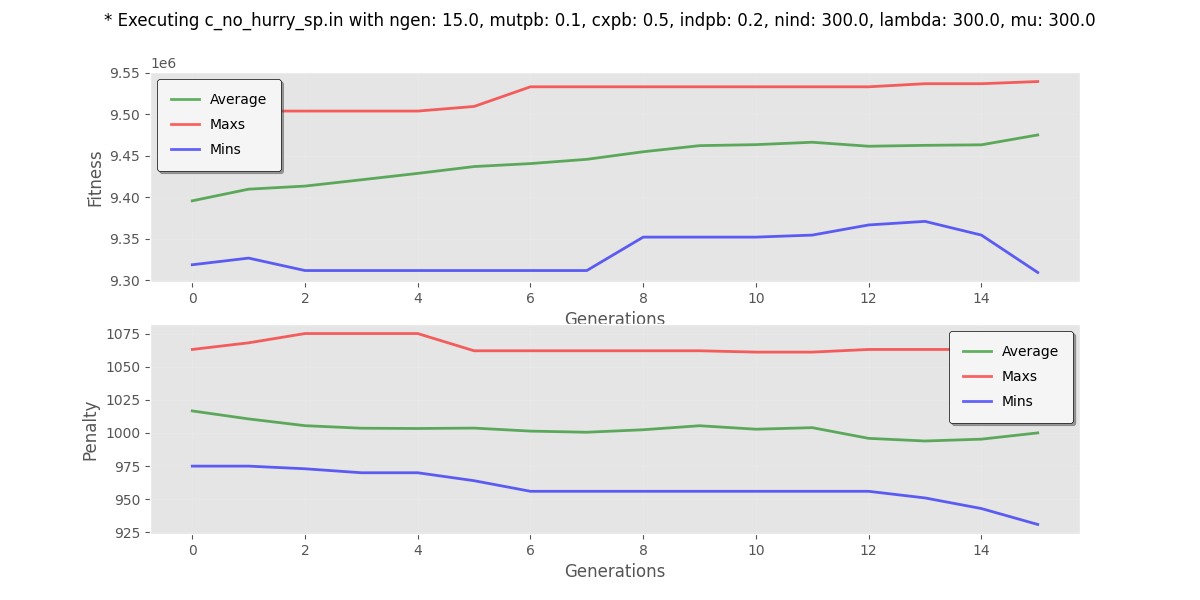 * Executing c_no_hurry_sp.in with ngen: 15.0, mutpb: 0.1, cxpb: 0.5, indpb: 0.2, nind: 300.0, lambda: 300.0, mu: 300.0
1e6
9.55
9.50
9.45
9.40
9.35
9.30
Fitness
Average
Maxs
Mins
0 2 4 6 8 10 12 14
Generations
1075
1050
1025
1000
975
950
925
Penalty
Average
Maxs
Mins
0 2 4 6 8 10 12 14
Generations